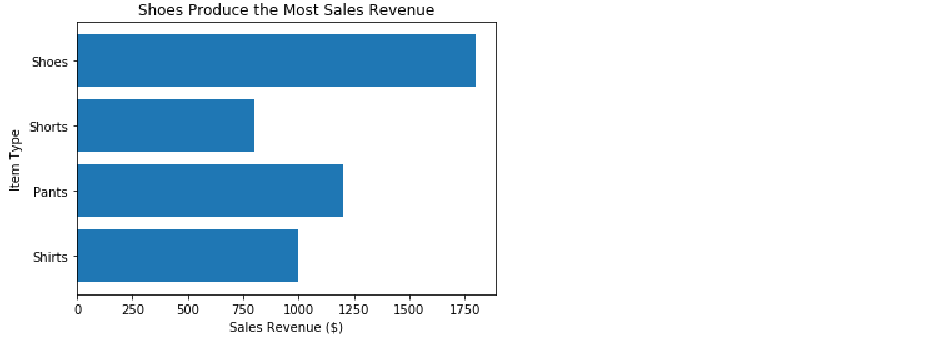 Shoes Produce the Most Sales Revenue
Shoes
Shorts
Pants
Shirts
Item Type
0 250 500 750 1000 1250 1500 1750
Sales Revenue ($)